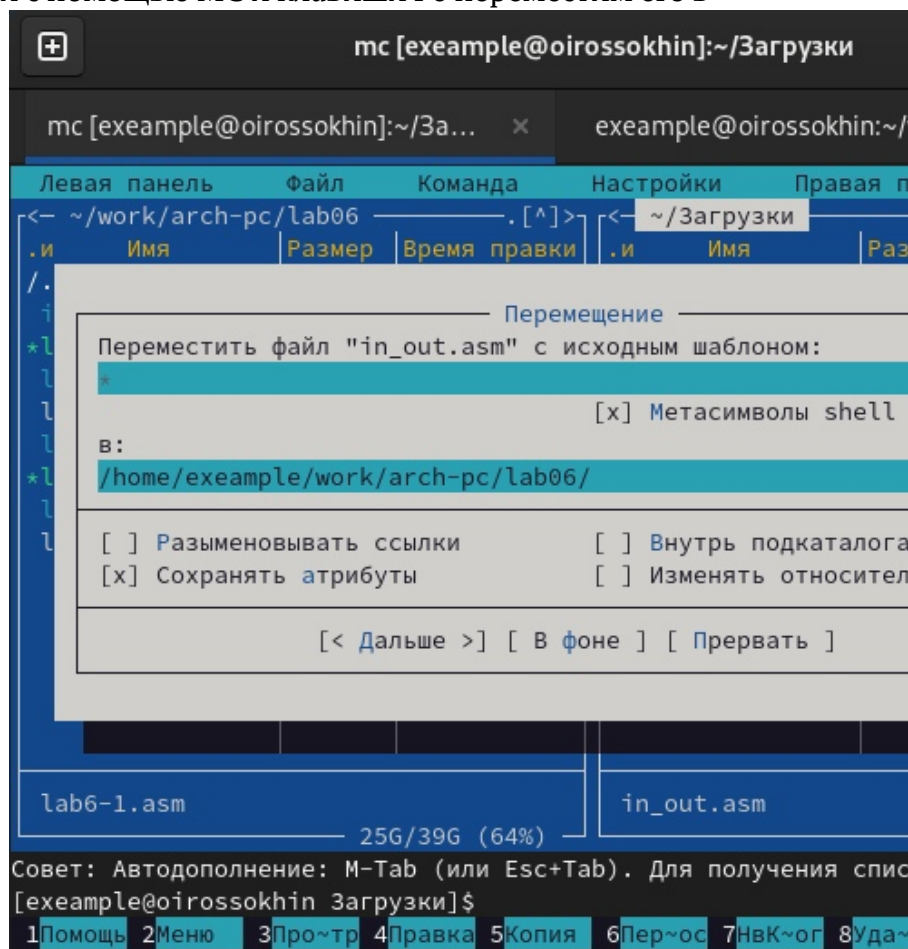 mc [exeample@oirossokhin]:~/Загрузки
mc [exeample@oirossokhin]:~/За... × exeample@oirossokhin:~/
Левая панель Файл Команда Настройки Правая п
<— ~/work/arch-pc/lab06 .[^]> <— ~/Загрузки
.и Имя Размер Время правки .и Имя Раз
/.
i
Перемещение
*l Переместить файл "in_out.asm" с исходным шаблоном:
l *
l [x] Метасимволы shell
l в:
*l /home/exeample/work/arch-pc/lab06/
l
l [ ] Разыменовывать ссылки [ ] Внутрь подкаталога
[x] Сохранять атрибуты [ ] Изменять относител
[< Дальше >] [ В фоне ] [ Прервать ]
lab6-1.asm in_out.asm
25G/39G (64%)
Совет: Автодополнение: M-Tab (или Esc+Tab). Для получения спис
[exeample@oirossokhin Загрузки]$
1Помощь 2Меню 3Про~тр 4Правка 5Копия 6Пер~ос 7НвК~ог 8Уда~